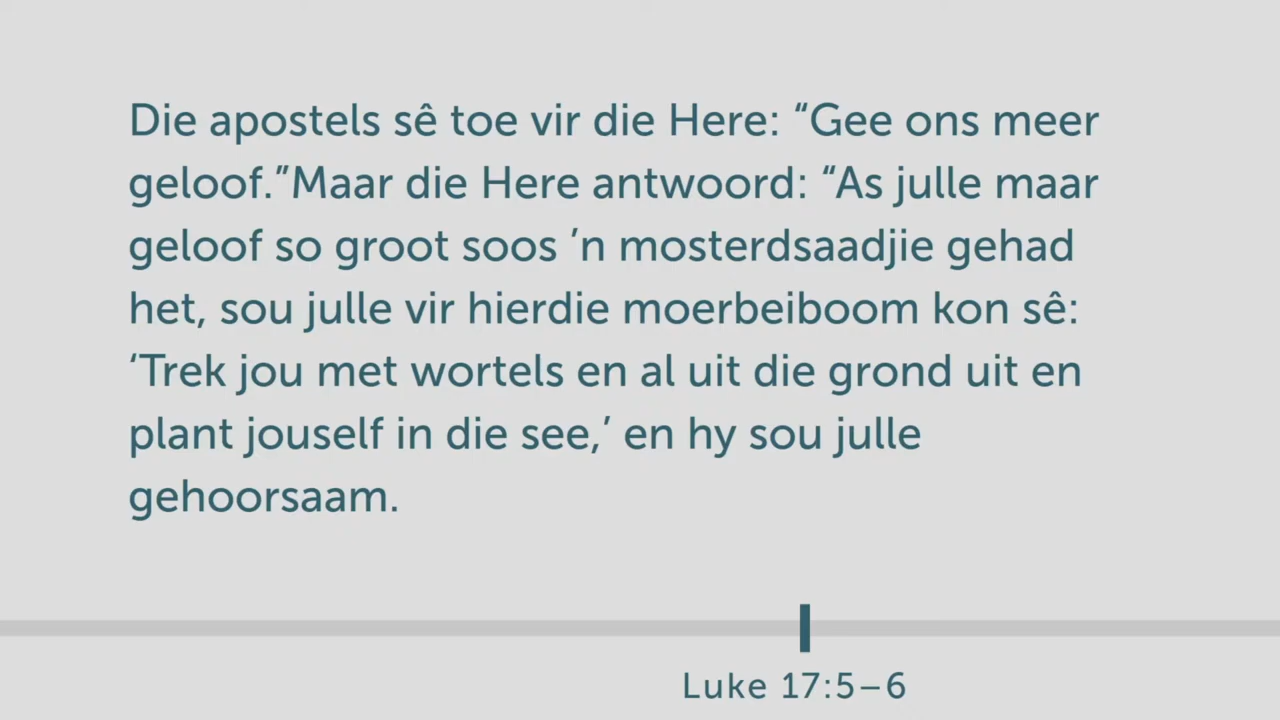 Die apostels sê toe vir die Here: “Gee ons meer
geloof.”Maar die Here antwoord: “As julle maar
geloof so groot soos ’n mosterdsaadjie gehad
het, sou julle vir hierdie moerbeiboom kon sê:
‘Trek jou met wortels en al uit die grond uit en
plant jouself in die see,’ en hy sou julle
gehoorsaam.
Luke 17:5–6